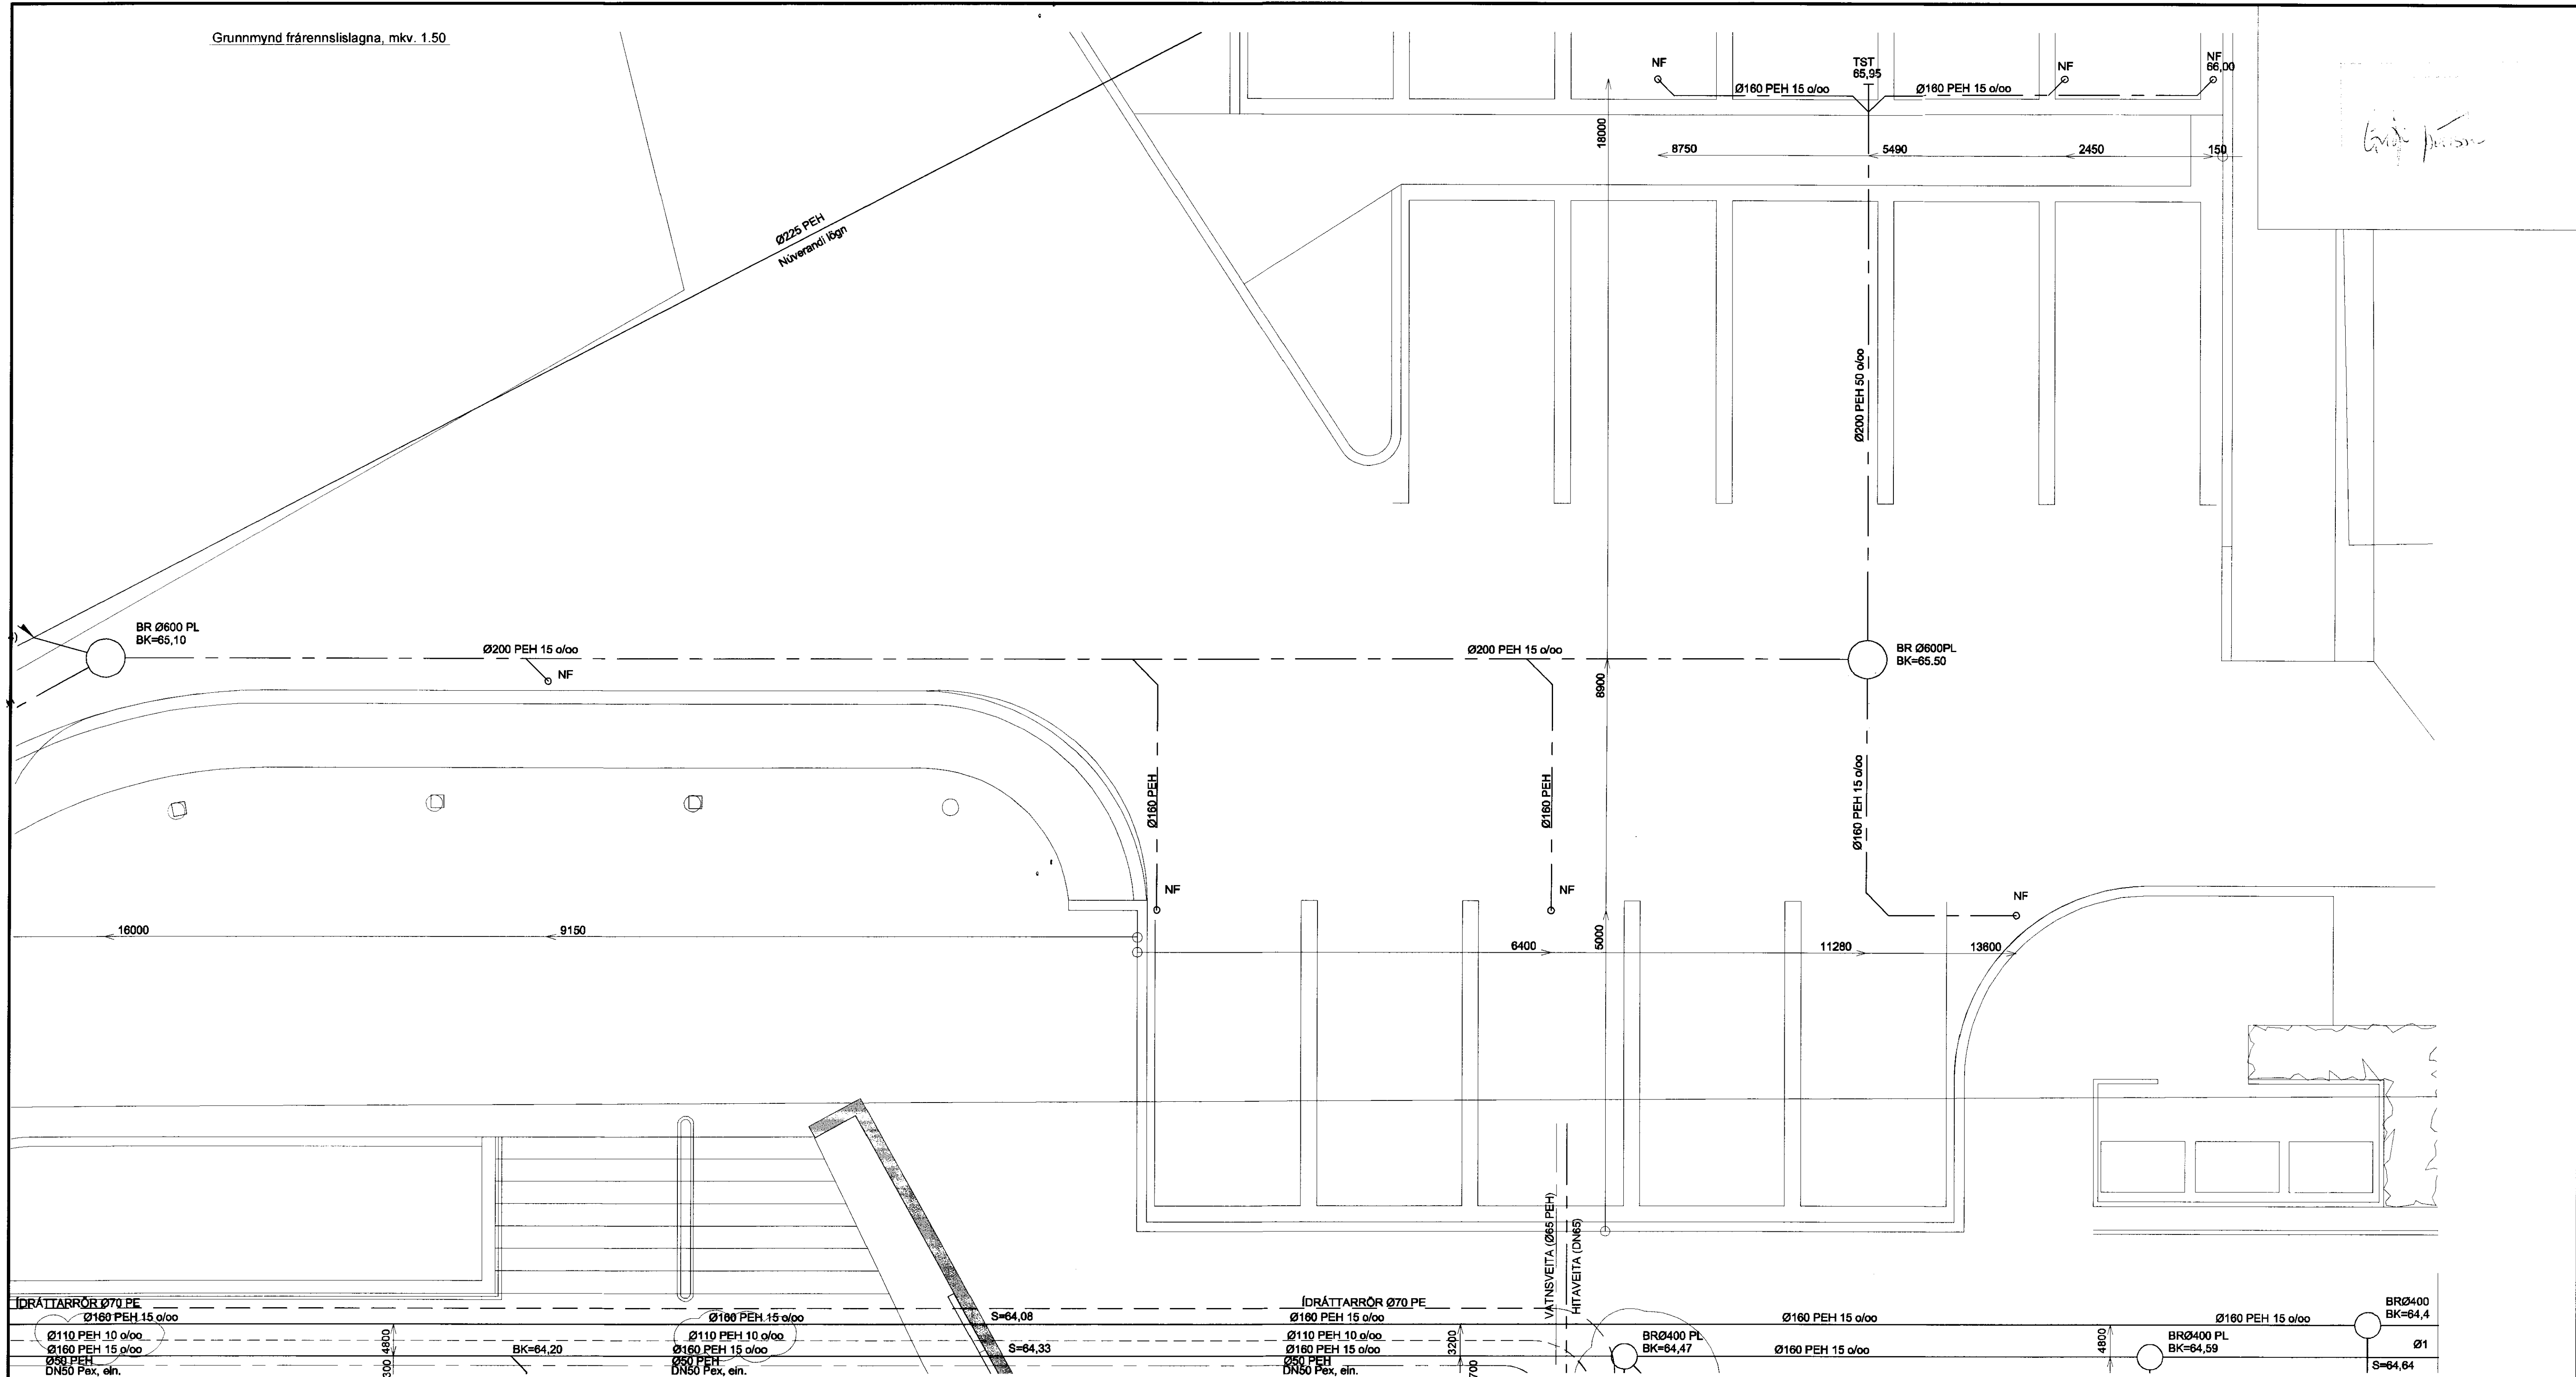 Grunnmynd frárennslislagna, mkv. 1.50
NF
TST
65,95
NF
NF
66,00
Ø160 PEH 15 o/oo
Ø160 PEH 15 o/oo
18000
8750
5490
2450
150
Ø225 PEH
Núverandi lögn
Ø200 PEH 50 o/oo
BR Ø600 PL
BK=65,10
Ø200 PEH 15 o/oo
NF
Ø200 PEH 15 o/oo
8900
BR Ø600PL
BK=65.50
Ø160 PEH
Ø160 PEH
Ø160 PEH 15 o/oo
NF
NF
NF
16000
9150
6400
5000
11280
13600
VATNSVEITA (Ø65 PEH)
HITAVEITA (DN65)
ÍDRÁTTARRÖR Ø70 PE
ÍDRÁTTARRÖR Ø70 PE
Ø160 PEH 15 o/oo
Ø160 PEH 15 o/oo
S=64,08
Ø160 PEH 15 o/oo
Ø160 PEH 15 o/oo
Ø160 PEH 15 o/oo
BRØ400
BK=64,4
Ø110 PEH 10 o/oo
4800
Ø110 PEH 10 o/oo
Ø110 PEH 10 o/oo
3200
BRØ400 PL
BK=64,47
4800
BRØ400 PL
BK=64,59
Ø1
Ø160 PEH 15 o/oo
BK=64,20
Ø160 PEH 15 o/oo
S=64,33
Ø160 PEH 15 o/oo
Ø160 PEH 15 o/oo
Ø50 PEH
Ø50 PEH
Ø50 PEH
S=64,64
DN50 Pex, ein.
300
DN50 Pex, ein.
DN50 Pex, ein.
700